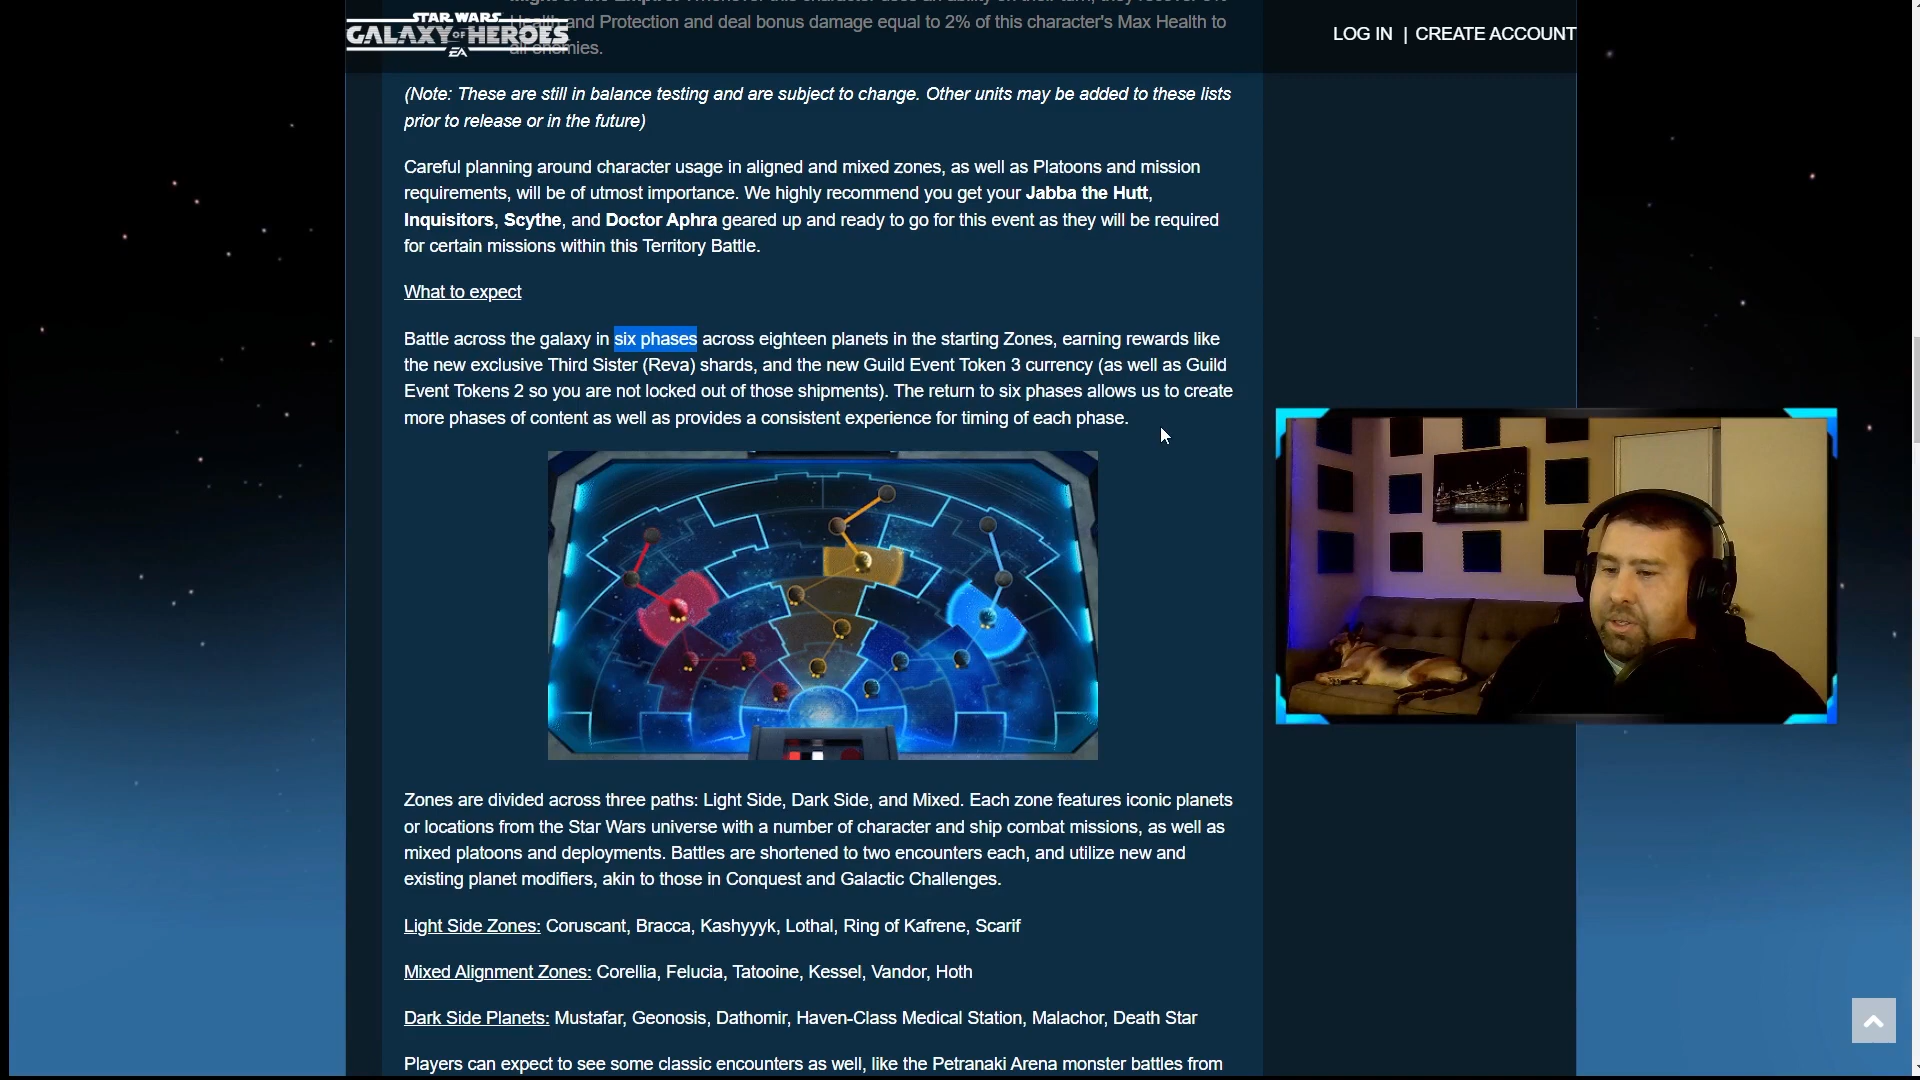 STAR WARS
GALAXY OF HEROES
EA
LOG IN | CREATE ACCOUNT
Health and Protection and deal bonus damage equal to 2% of this character's Max Health to
all enemies.
(Note: These are still in balance testing and are subject to change. Other units may be added to these lists
prior to release or in the future)
Careful planning around character usage in aligned and mixed zones, as well as Platoons and mission
requirements, will be of utmost importance. We highly recommend you get your Jabba the Hutt,
Inquisitors, Scythe, and Doctor Aphra geared up and ready to go for this event as they will be required
for certain missions within this Territory Battle.
What to expect
Battle across the galaxy in six phases across eighteen planets in the starting Zones, earning rewards like
the new exclusive Third Sister (Reva) shards, and the new Guild Event Token 3 currency (as well as Guild
Event Tokens 2 so you are not locked out of those shipments). The return to six phases allows us to create
more phases of content as well as provides a consistent experience for timing of each phase.
Zones are divided across three paths: Light Side, Dark Side, and Mixed. Each zone features iconic planets
or locations from the Star Wars universe with a number of character and ship combat missions, as well as
mixed platoons and deployments. Battles are shortened to two encounters each, and utilize new and
existing planet modifiers, akin to those in Conquest and Galactic Challenges.
Light Side Zones: Coruscant, Bracca, Kashyyyk, Lothal, Ring of Kafrene, Scarif
Mixed Alignment Zones: Corellia, Felucia, Tatooine, Kessel, Vandor, Hoth
Dark Side Planets: Mustafar, Geonosis, Dathomir, Haven-Class Medical Station, Malachor, Death Star
Players can expect to see some classic encounters as well, like the Petranaki Arena monster battles from